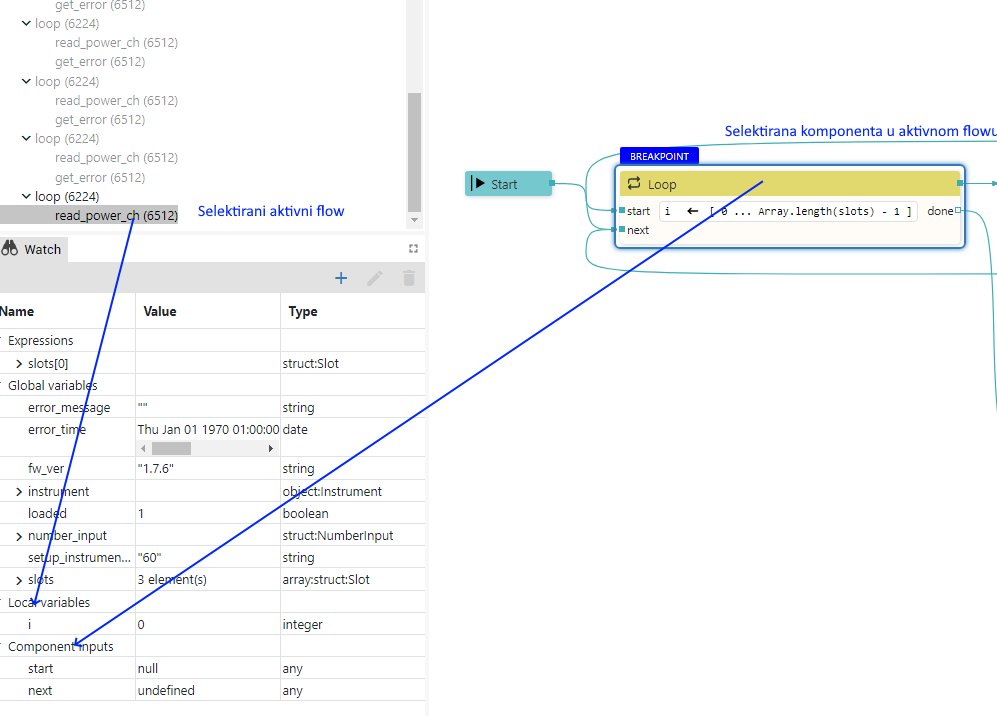 get_error (6512)
loop (6224)
read_power_ch (6512)
get_error (6512)
loop (6224)
read_power_ch (6512)
get_error (6512)
loop (6224)
read_power_ch (6512)
get_error (6512)
loop (6224)
read_power_ch (6512)
Selektirani aktivni flow
Selektirana komponenta u aktivnom flowu
BREAKPOINT
Start
Loop
start i ← [ 0 ... Array.length(slots) - 1 ] done
next
Watch
Name Value Type
Expressions
slots[0] struct:Slot
Global variables
error_message "" string
error_time Thu Jan 01 1970 01:00:00 date
fw_ver "1.7.6" string
instrument object:Instrument
loaded 1 boolean
number_input struct:NumberInput
setup_instrumen... "60" string
slots 3 element(s) array:struct:Slot
Local variables
i 0 integer
Component inputs
start null any
next undefined any